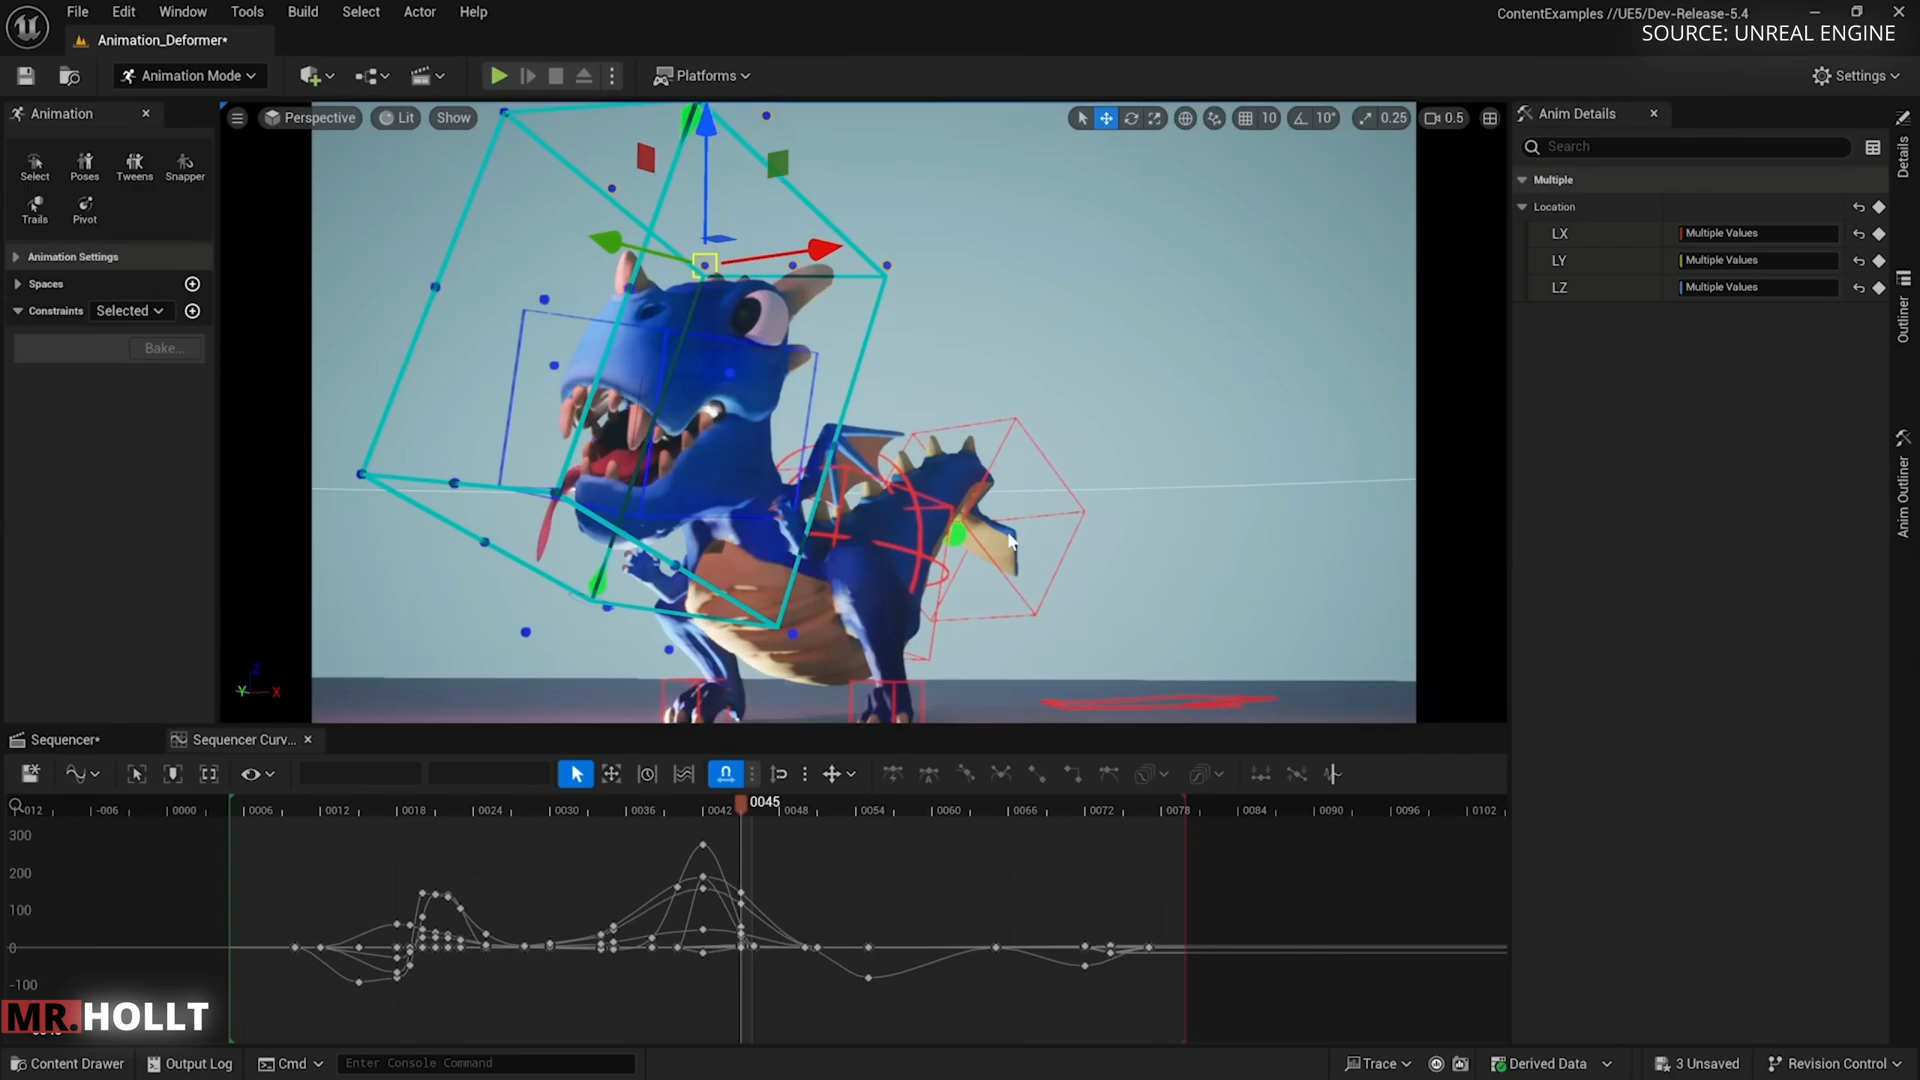 File Edit Window Tools Build Select Actor Help
ContentExamples //UE5/Dev-Release-5.4
SOURCE: UNREAL ENGINE
Animation_Deformer*
Animation Mode
Platforms
Settings
Animation
Perspective Lit Show
10 10° 0.25 0.5
Anim Details
Search
Details
Select Poses Tweens Snapper
Trails Pivot
Multiple
Location
LX Multiple Values
LY Multiple Values
LZ Multiple Values
Animation Settings
Spaces
Constraints Selected
Bake...
Outliner
Anim Outliner
Z
Y X
Sequencer*
Sequencer Curv...
0045
-012 -006 0000 0006 0012 0018 0024 0030 0036 0042 0048 0054 0060 0066 0072 0078 0084 0090 0096 0102
300
200
100
0
-100
MR.HOLLT
Content Drawer Output Log Cmd Enter Console Command
Trace Derived Data 3 Unsaved Revision Control